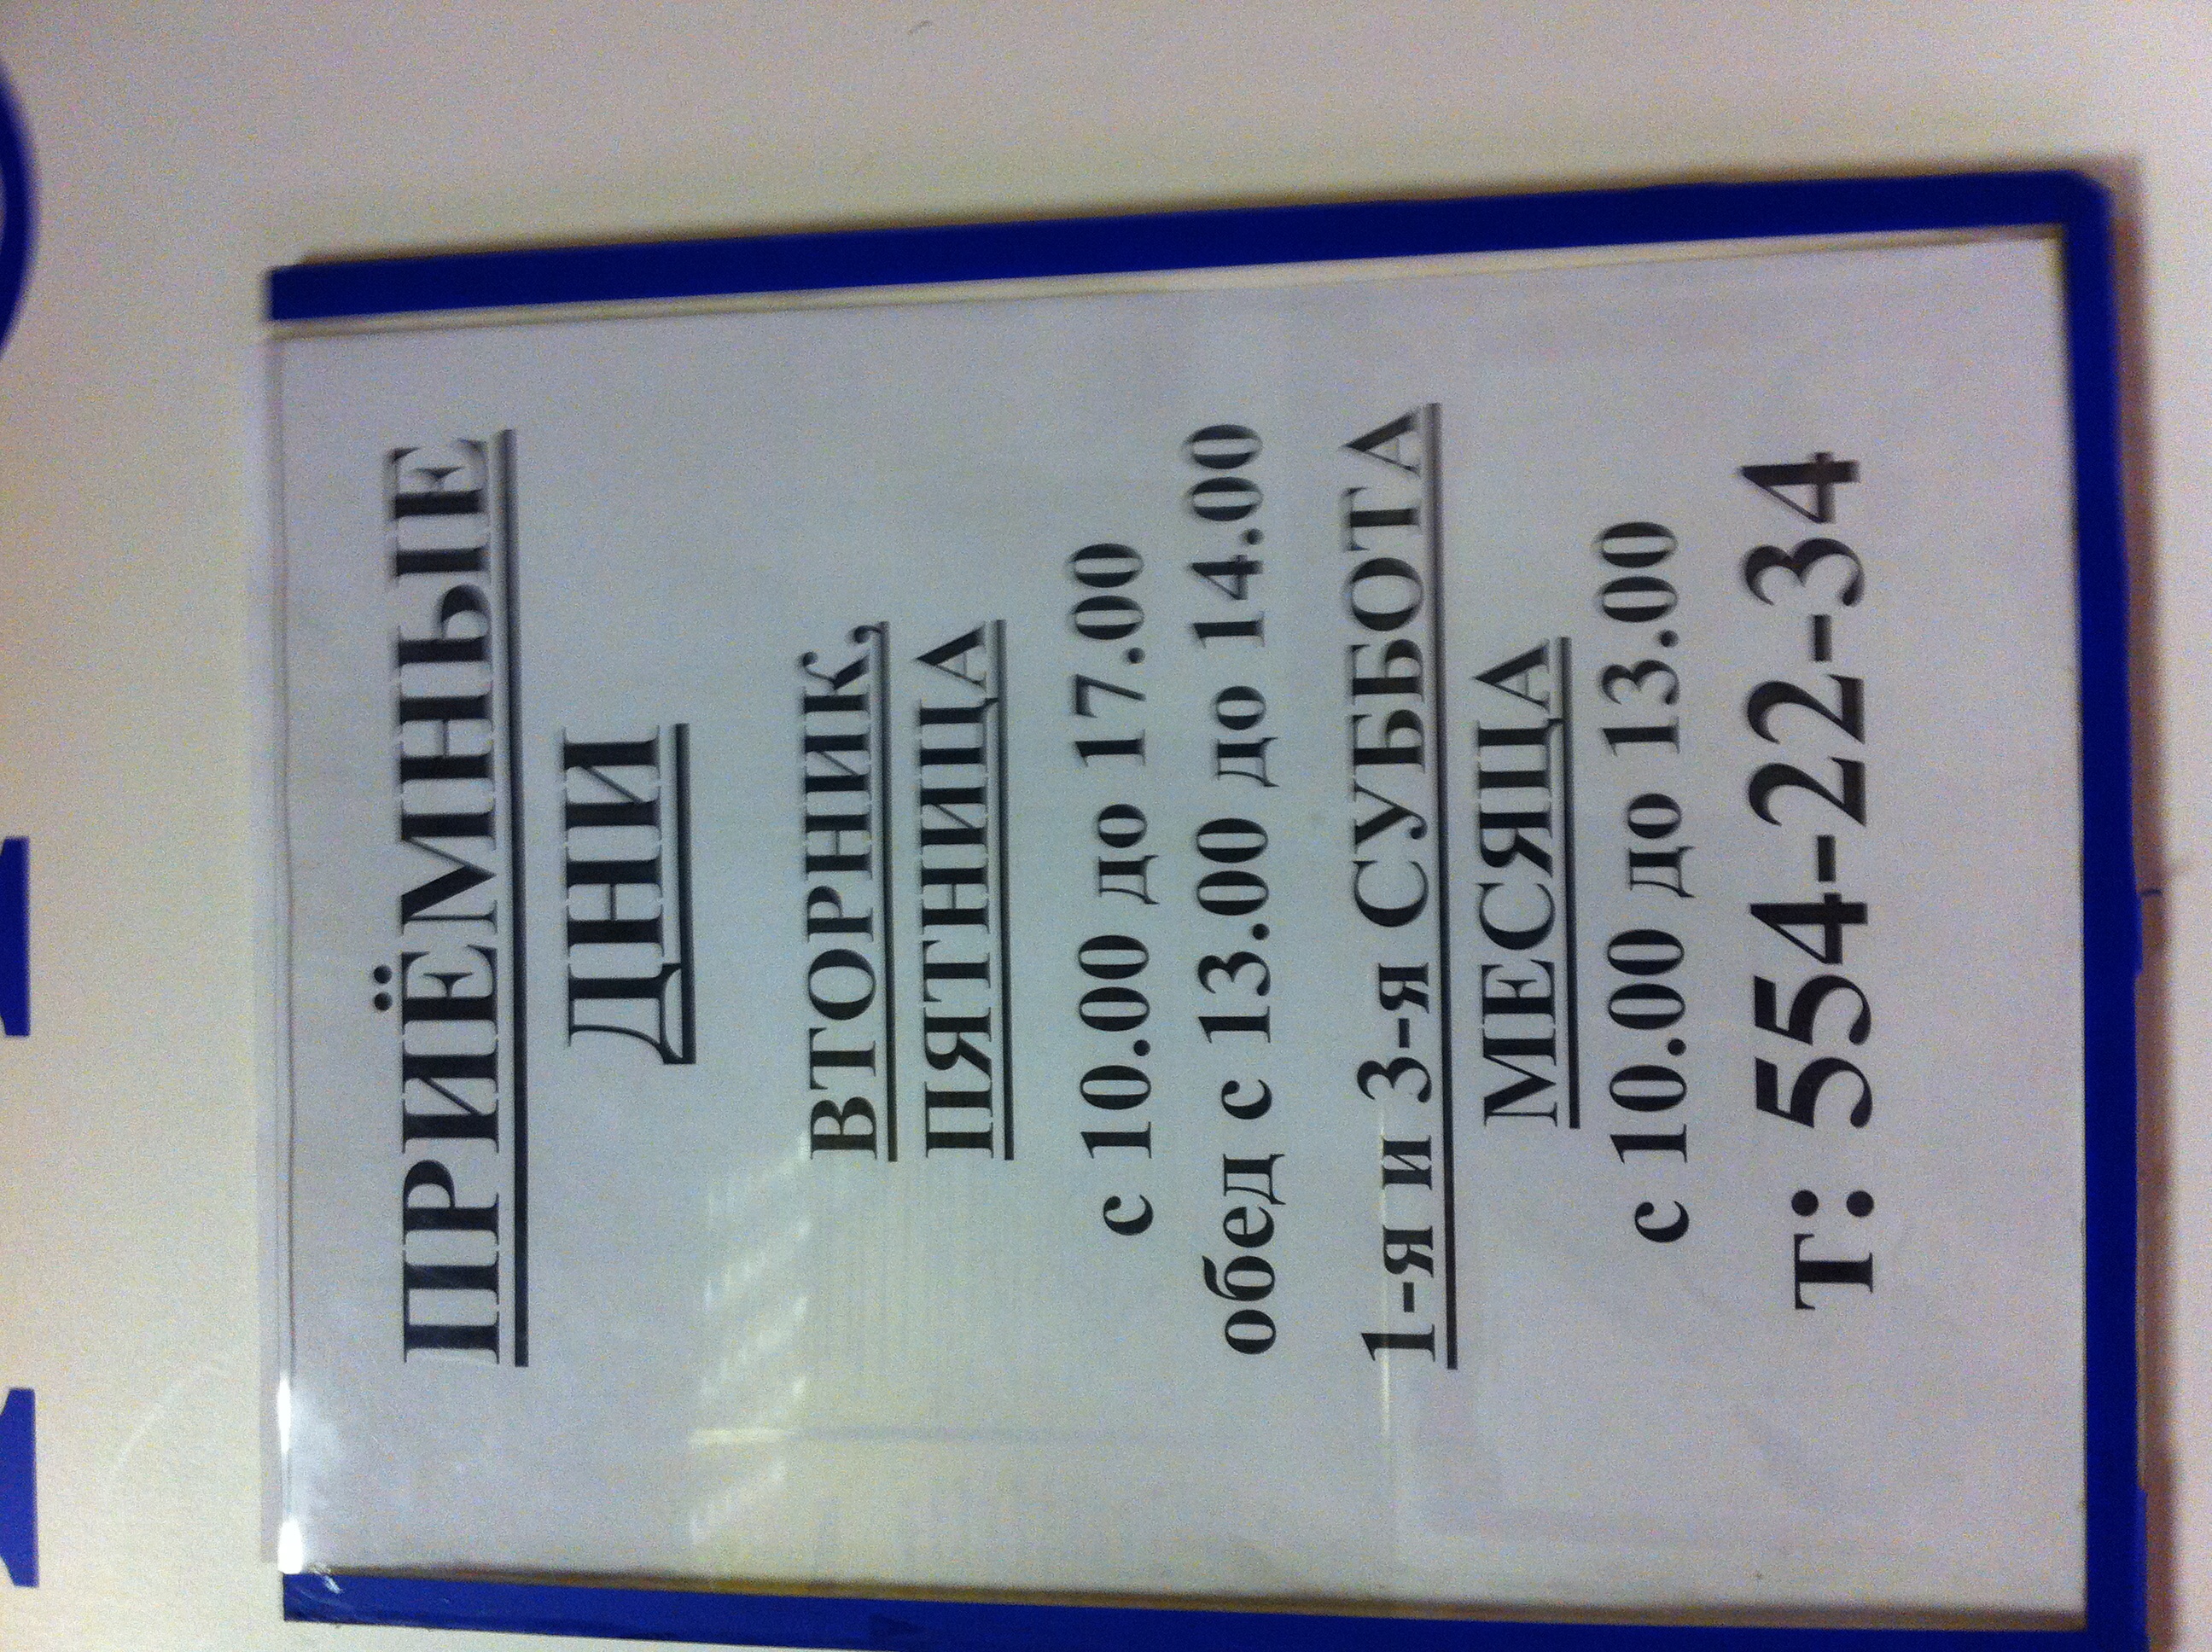 ПРИЁМНЫЕ
ДНИ
ВТОРНИК,
ПЯТНИЦА
с 10.00 до 17.00
обед с 13.00 до 14.00
1-я и 3-я СУББОТА
МЕСЯЦА
с 10.00 до 13.00
т: 554-22-34